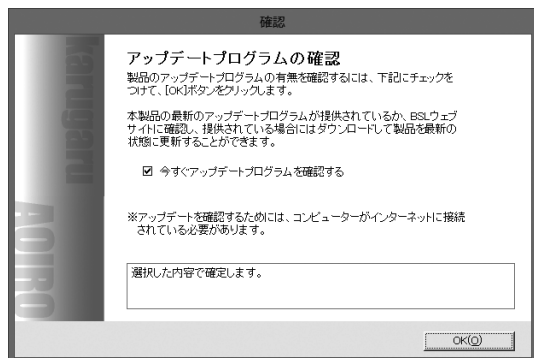 確認
karugaru
AOIRO
アップデートプログラムの確認
製品のアップデートプログラムの有無を確認するには、下記にチェックを
つけて、[OK]ボタンをクリックします。
本製品の最新のアップデートプログラムが提供されているか、BSLウェブ
サイトに確認し、提供されている場合にはダウンロードして製品を最新の
状態に更新することができます。
今すぐアップデートプログラムを確認する
※アップデートを確認するためには、コンピューターがインターネットに接続
されている必要があります。
選択した内容で確定します。
OK(O)